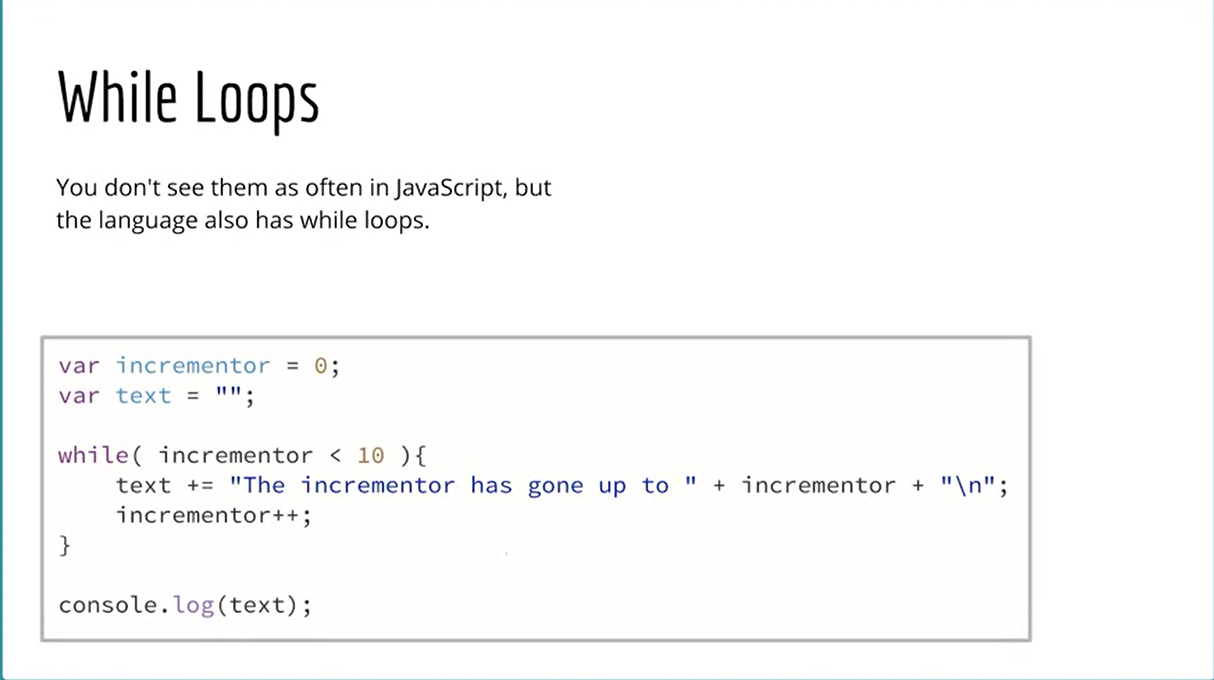 While Loops
You don't see them as often in JavaScript, but
the language also has while loops.
var incrementor = 0;
var text = "";
while( incrementor < 10 ){
text += "The incrementor has gone up to " + incrementor + "\n";
incrementor++;
}
console.log(text);